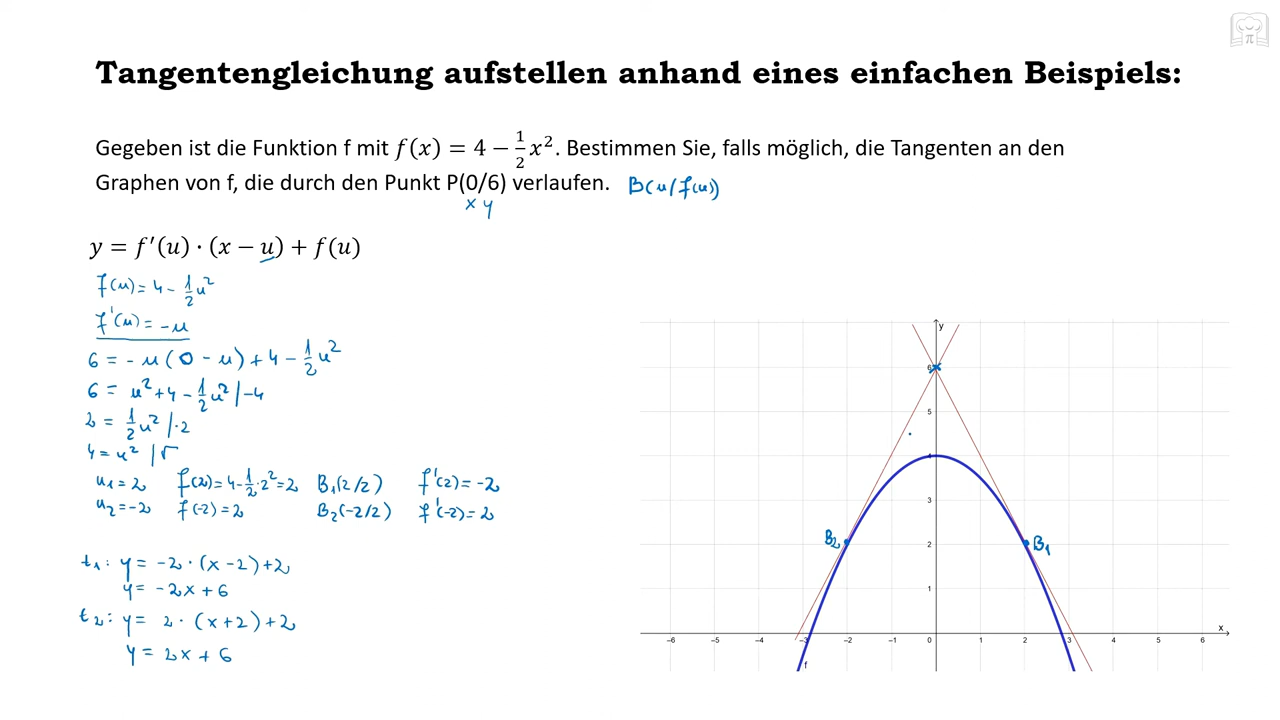 Tangentengleichung aufstellen anhand eines einfachen Beispiels:
Gegeben ist die Funktion f mit f(x) = 4 − 1/2 x². Bestimmen Sie, falls möglich, die Tangenten an den
Graphen von f, die durch den Punkt P(0/6) verlaufen. B(u/f(u))
x y
y = f'(u) · (x − u) + f(u)
f(u) = 4 - 1/2 u²
f'(u) = -u
6 = -u(0 - u) + 4 - 1/2 u²
6 = u² + 4 - 1/2 u² | -4
2 = 1/2 u² | ·2
4 = u² | √
u1 = 2 f(2) = 4 - 1/2 · 2² = 2 B1(2/2) f'(2) = -2
u2 = -2 f(-2) = 2 B2(-2/2) f'(-2) = 2
t1: y = -2 · (x - 2) + 2
y = -2x + 6
t2: y = 2 · (x + 2) + 2
y = 2x + 6
y
6
5
4
3
B2 2 B1
1
x
−6 −5 −4 −3 −2 −1 0 1 2 3 4 5 6
f
π